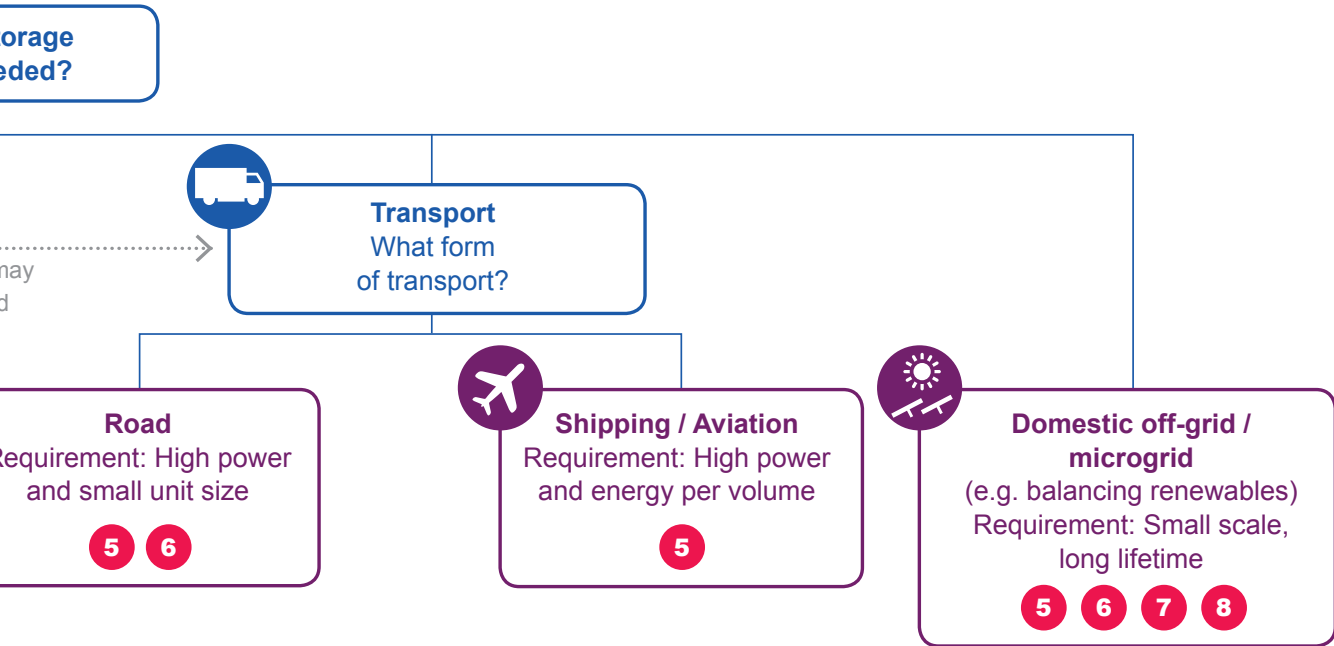 torage
eded?
Transport
What form
of transport?
may
d
Road
Requirement: High power
and small unit size
5 6
Shipping / Aviation
Requirement: High power
and energy per volume
5
Domestic off-grid /
microgrid
(e.g. balancing renewables)
Requirement: Small scale,
long lifetime
5 6 7 8